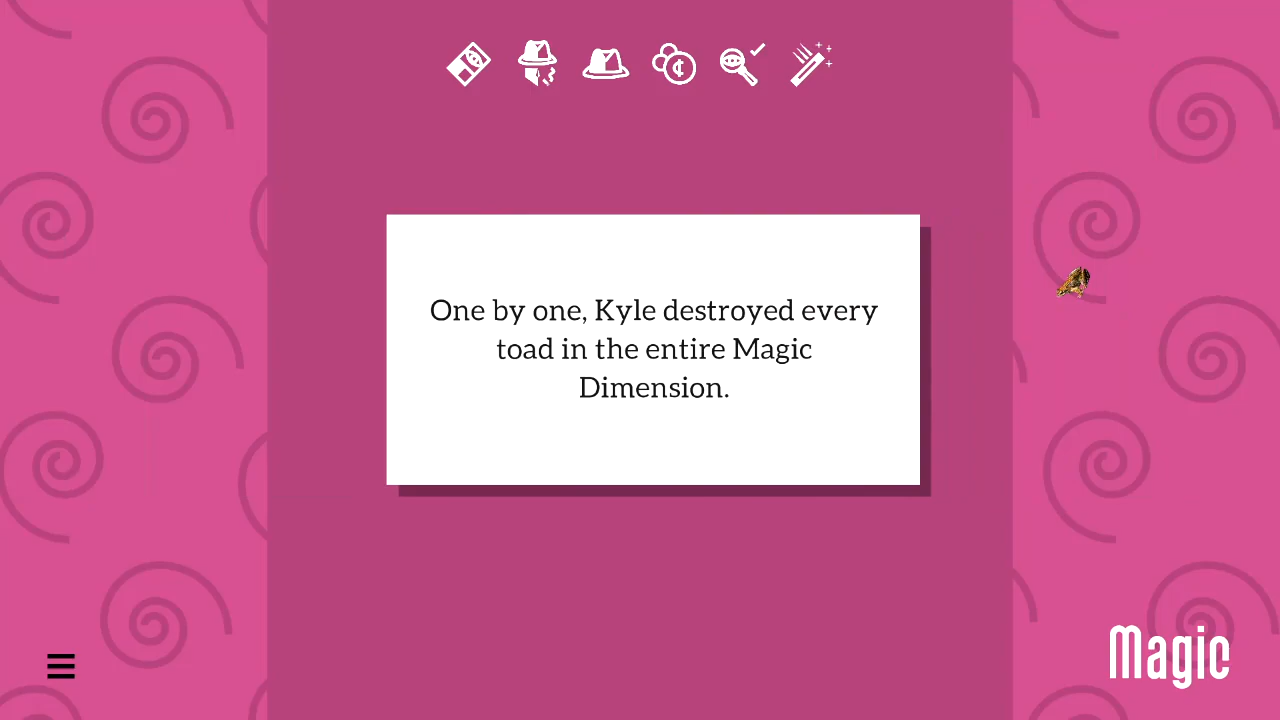 One by one, Kyle destroyed every
toad in the entire Magic
Dimension.
Magic